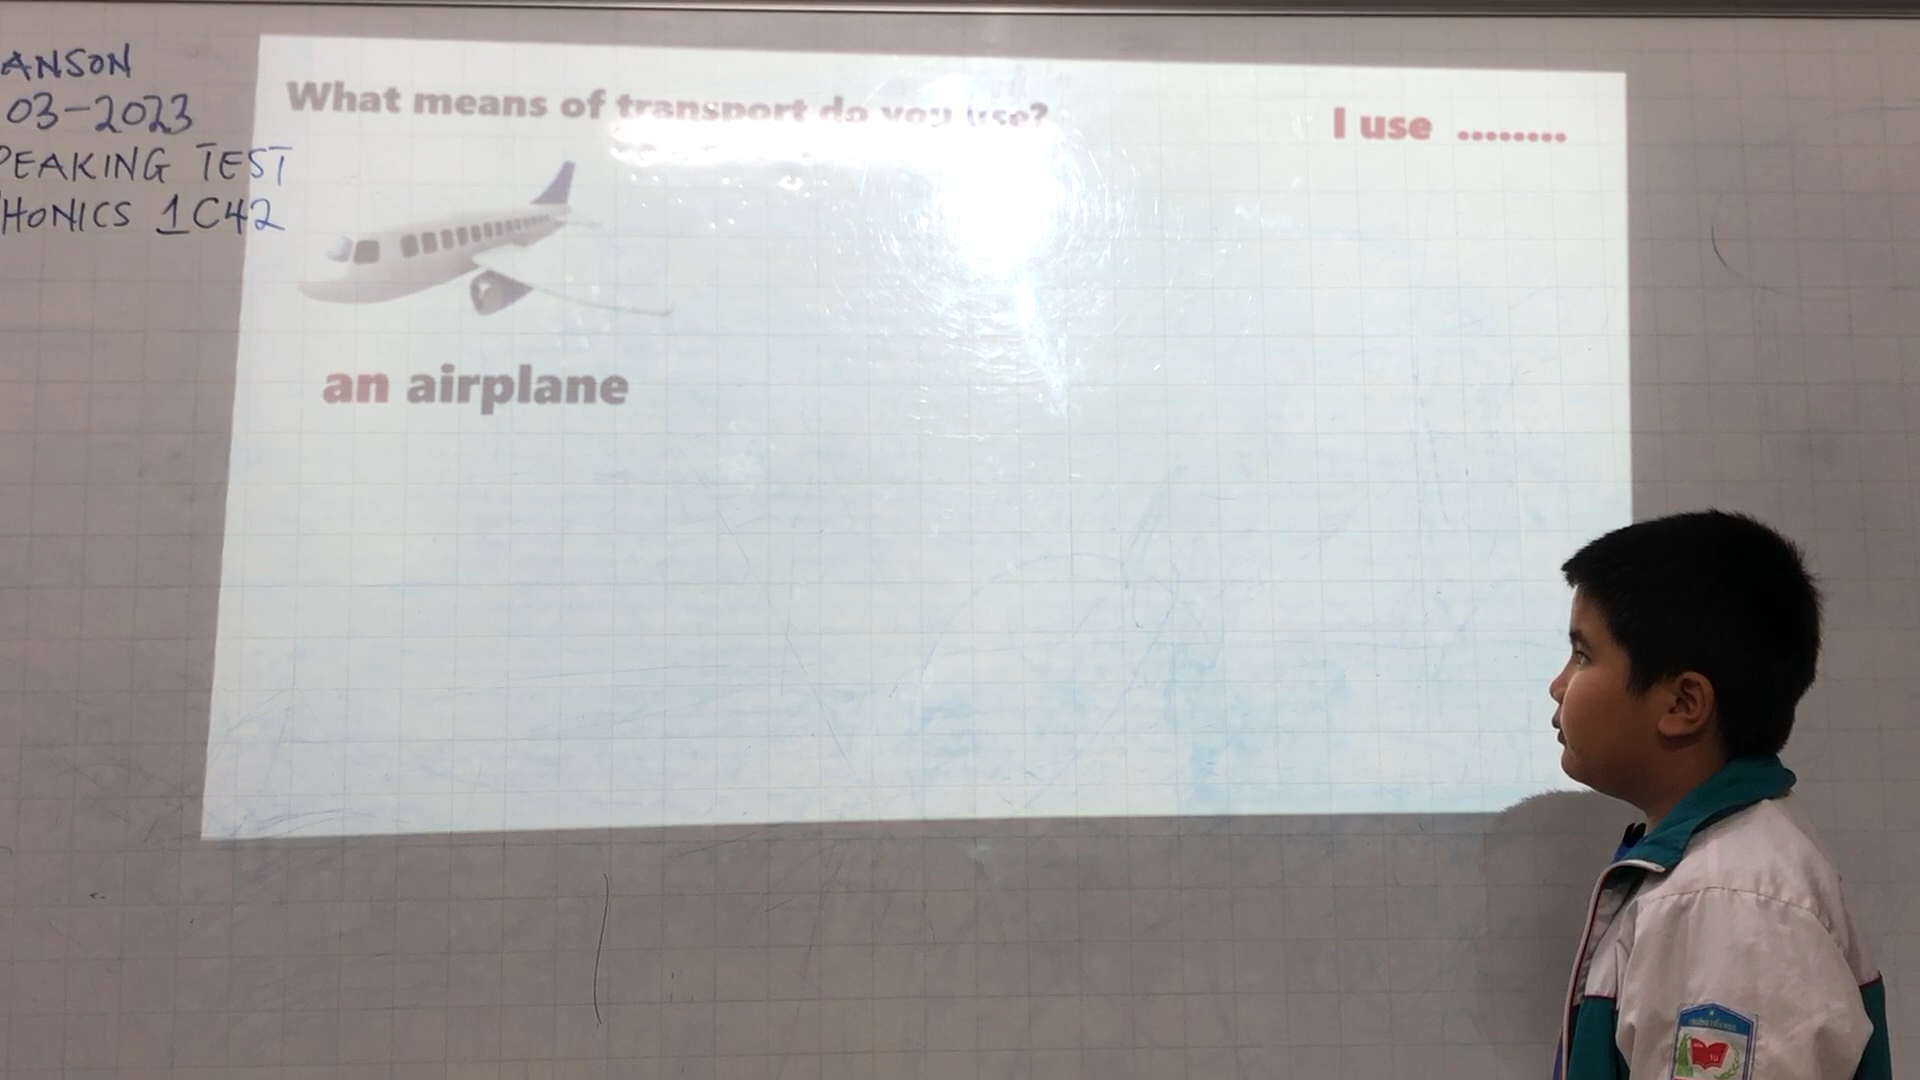 ANSON
03-2023
PEAKING TEST
HONICS 1C42
What means of transport do you use?
I use ........
an airplane